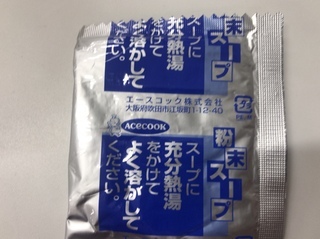 粉末
スープ
スープに
充分熱湯
をかけて
よく溶かして
ください。
エースコック株式会社
大阪府吹田市江坂町1-12-40
ACECOOK
粉末
スープ
スープに
充分熱湯
をかけて
よく溶かして
ください。